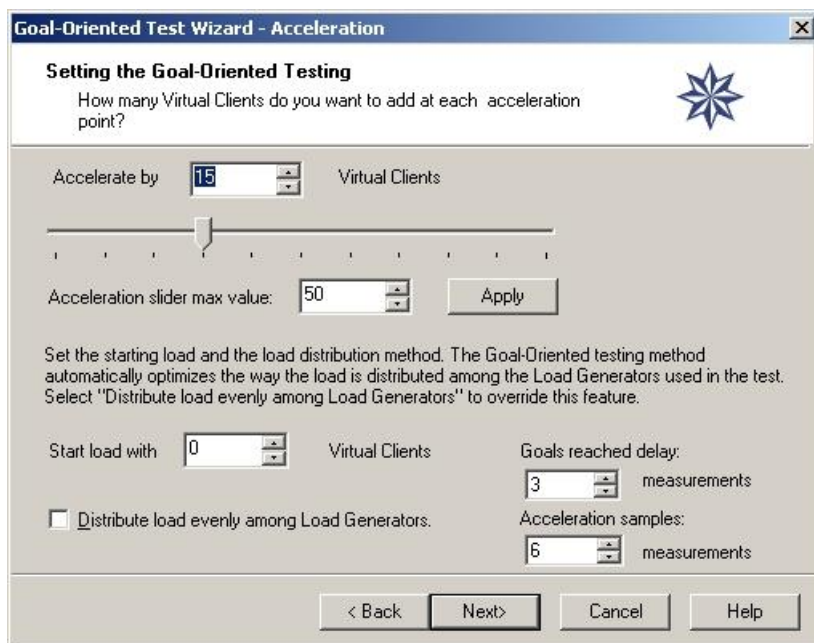 Goal-Oriented Test Wizard - Acceleration
Setting the Goal-Oriented Testing
How many Virtual Clients do you want to add at each acceleration
point?
Accelerate by 15 Virtual Clients
Acceleration slider max value: 50 Apply
Set the starting load and the load distribution method. The Goal-Oriented testing method
automatically optimizes the way the load is distributed among the Load Generators used in the test.
Select "Distribute load evenly among Load Generators" to override this feature.
Start load with 0 Virtual Clients
Goals reached delay:
3 measurements
Distribute load evenly among Load Generators.
Acceleration samples:
6 measurements
< Back Next> Cancel Help